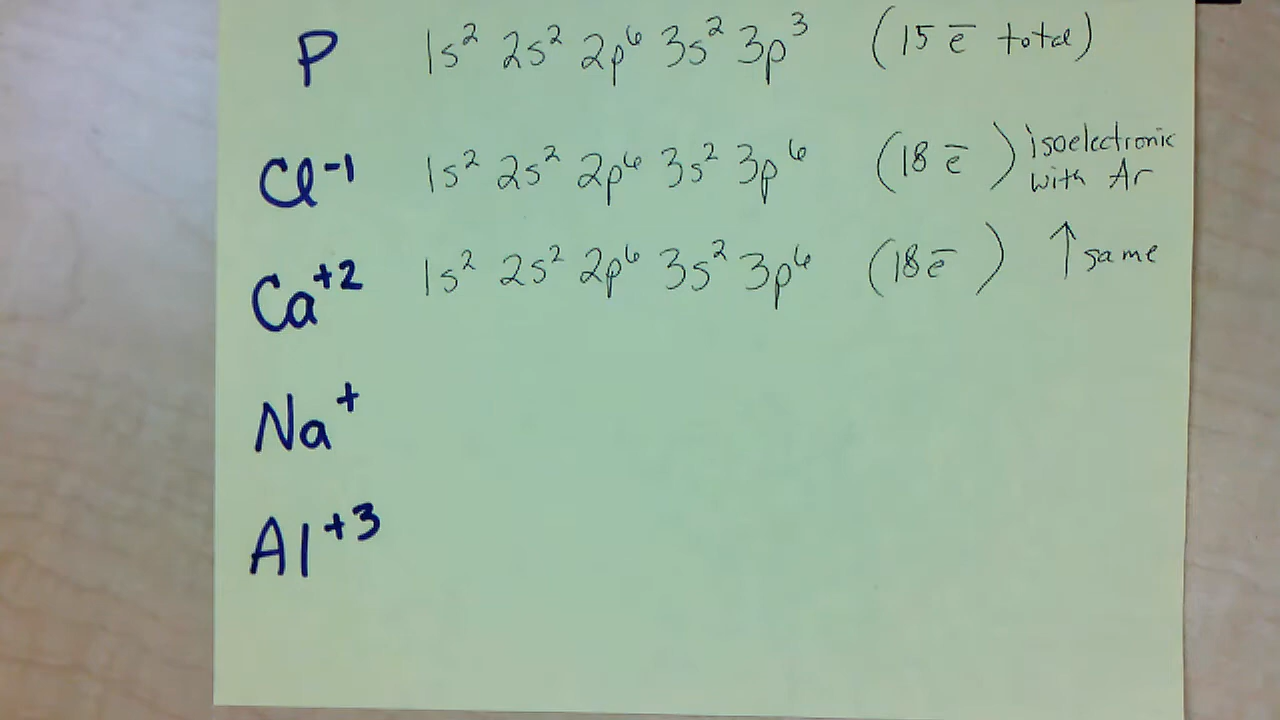 P 1s² 2s² 2p⁶ 3s² 3p³ (15 e̅ total)
Cl⁻¹ 1s² 2s² 2p⁶ 3s² 3p⁶ (18 e̅ ) isoelectronic with Ar
Ca⁺² 1s² 2s² 2p⁶ 3s² 3p⁶ (18 e̅ ) ↑ same
Na⁺
Al⁺³